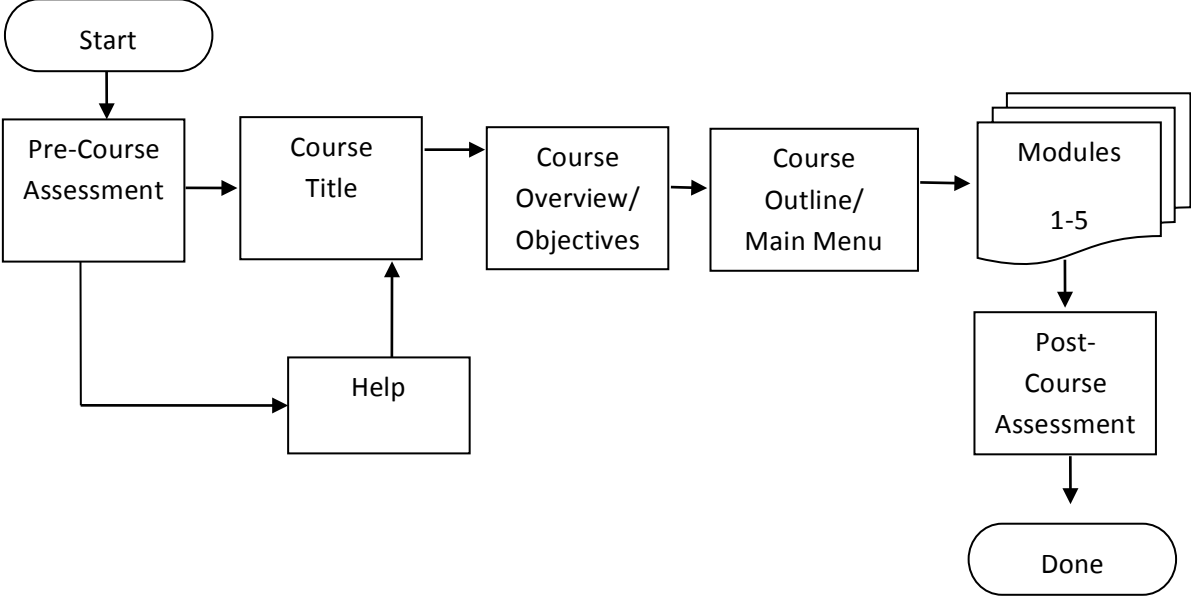 Start
Pre-Course
Assessment
Course
Title
Course
Overview/
Objectives
Course
Outline/
Main Menu
Modules
1-5
Help
Post-
Course
Assessment
Done